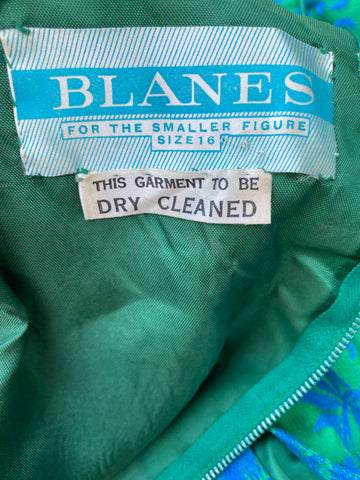 BLANES
FOR THE SMALLER FIGURE
SIZE 16
THIS GARMENT TO BE
DRY CLEANED